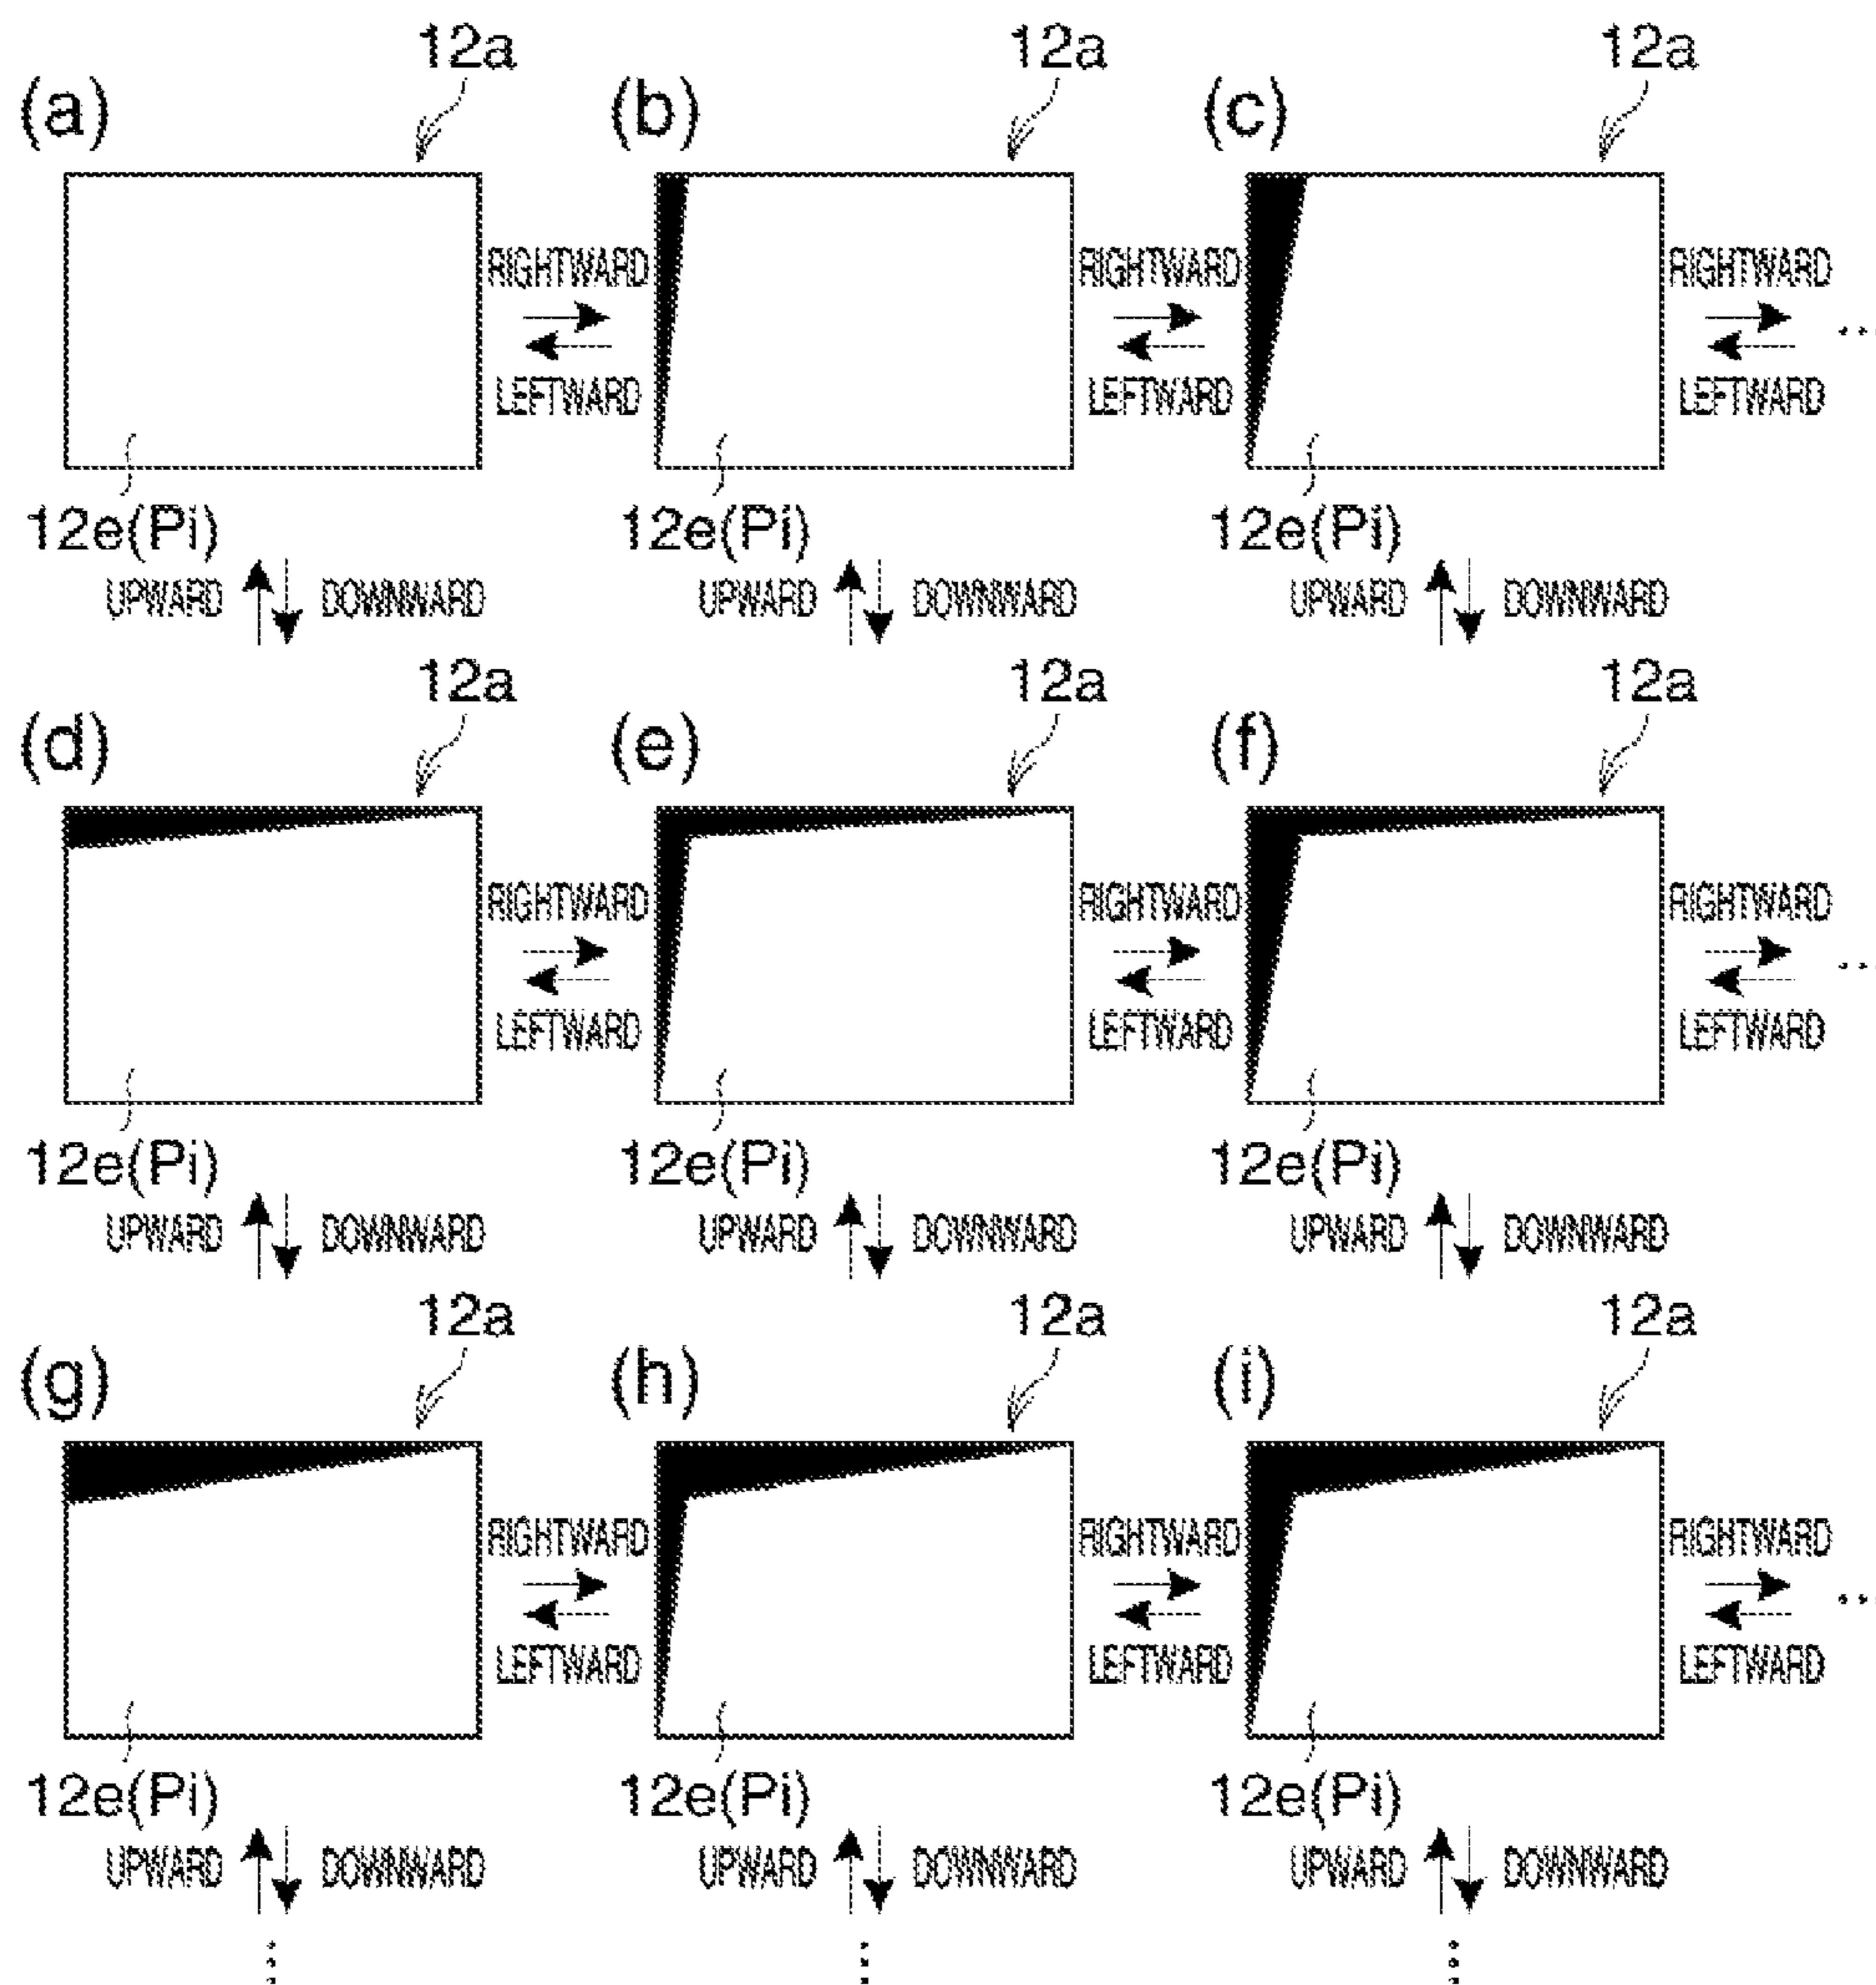 12a 12a 12a
(a) (b) (c)
RIGHTWARD RIGHTWARD RIGHTWARD
...
LEFTWARD LEFTWARD LEFTWARD
12e(Pi) 12e(Pi) 12e(Pi)
UPWARD DOWNWARD UPWARD DOWNWARD UPWARD DOWNWARD
12a 12a 12a
(d) (e) (f)
RIGHTWARD RIGHTWARD RIGHTWARD
...
LEFTWARD LEFTWARD LEFTWARD
12e(Pi) 12e(Pi) 12e(Pi)
UPWARD DOWNWARD UPWARD DOWNWARD UPWARD DOWNWARD
12a 12a 12a
(g) (h) (i)
RIGHTWARD RIGHTWARD RIGHTWARD
...
LEFTWARD LEFTWARD LEFTWARD
12e(Pi) 12e(Pi) 12e(Pi)
UPWARD DOWNWARD UPWARD DOWNWARD UPWARD DOWNWARD
... ... ...